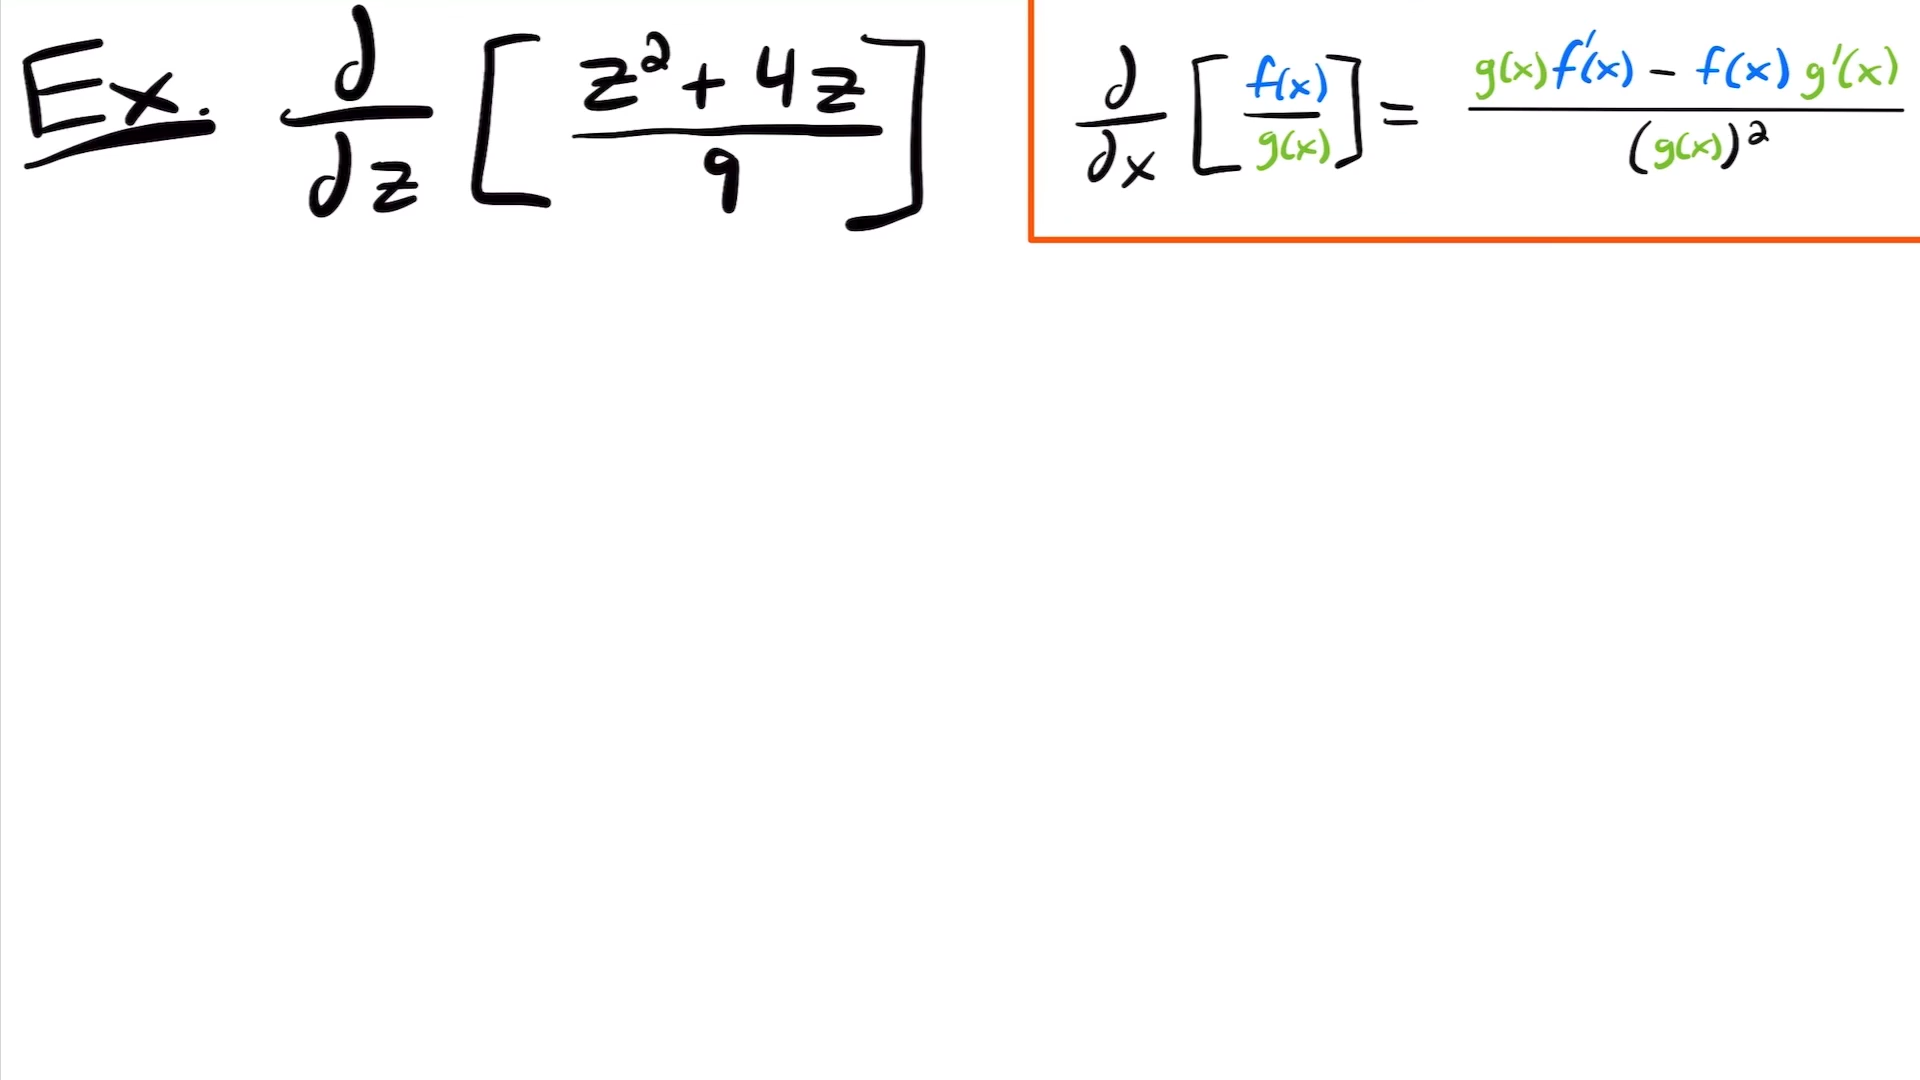 Ex. d/dz [ (z² + 4z)/9 ]
d/dx [ f(x)/g(x) ] = (g(x) f'(x) - f(x) g'(x))/(g(x))²